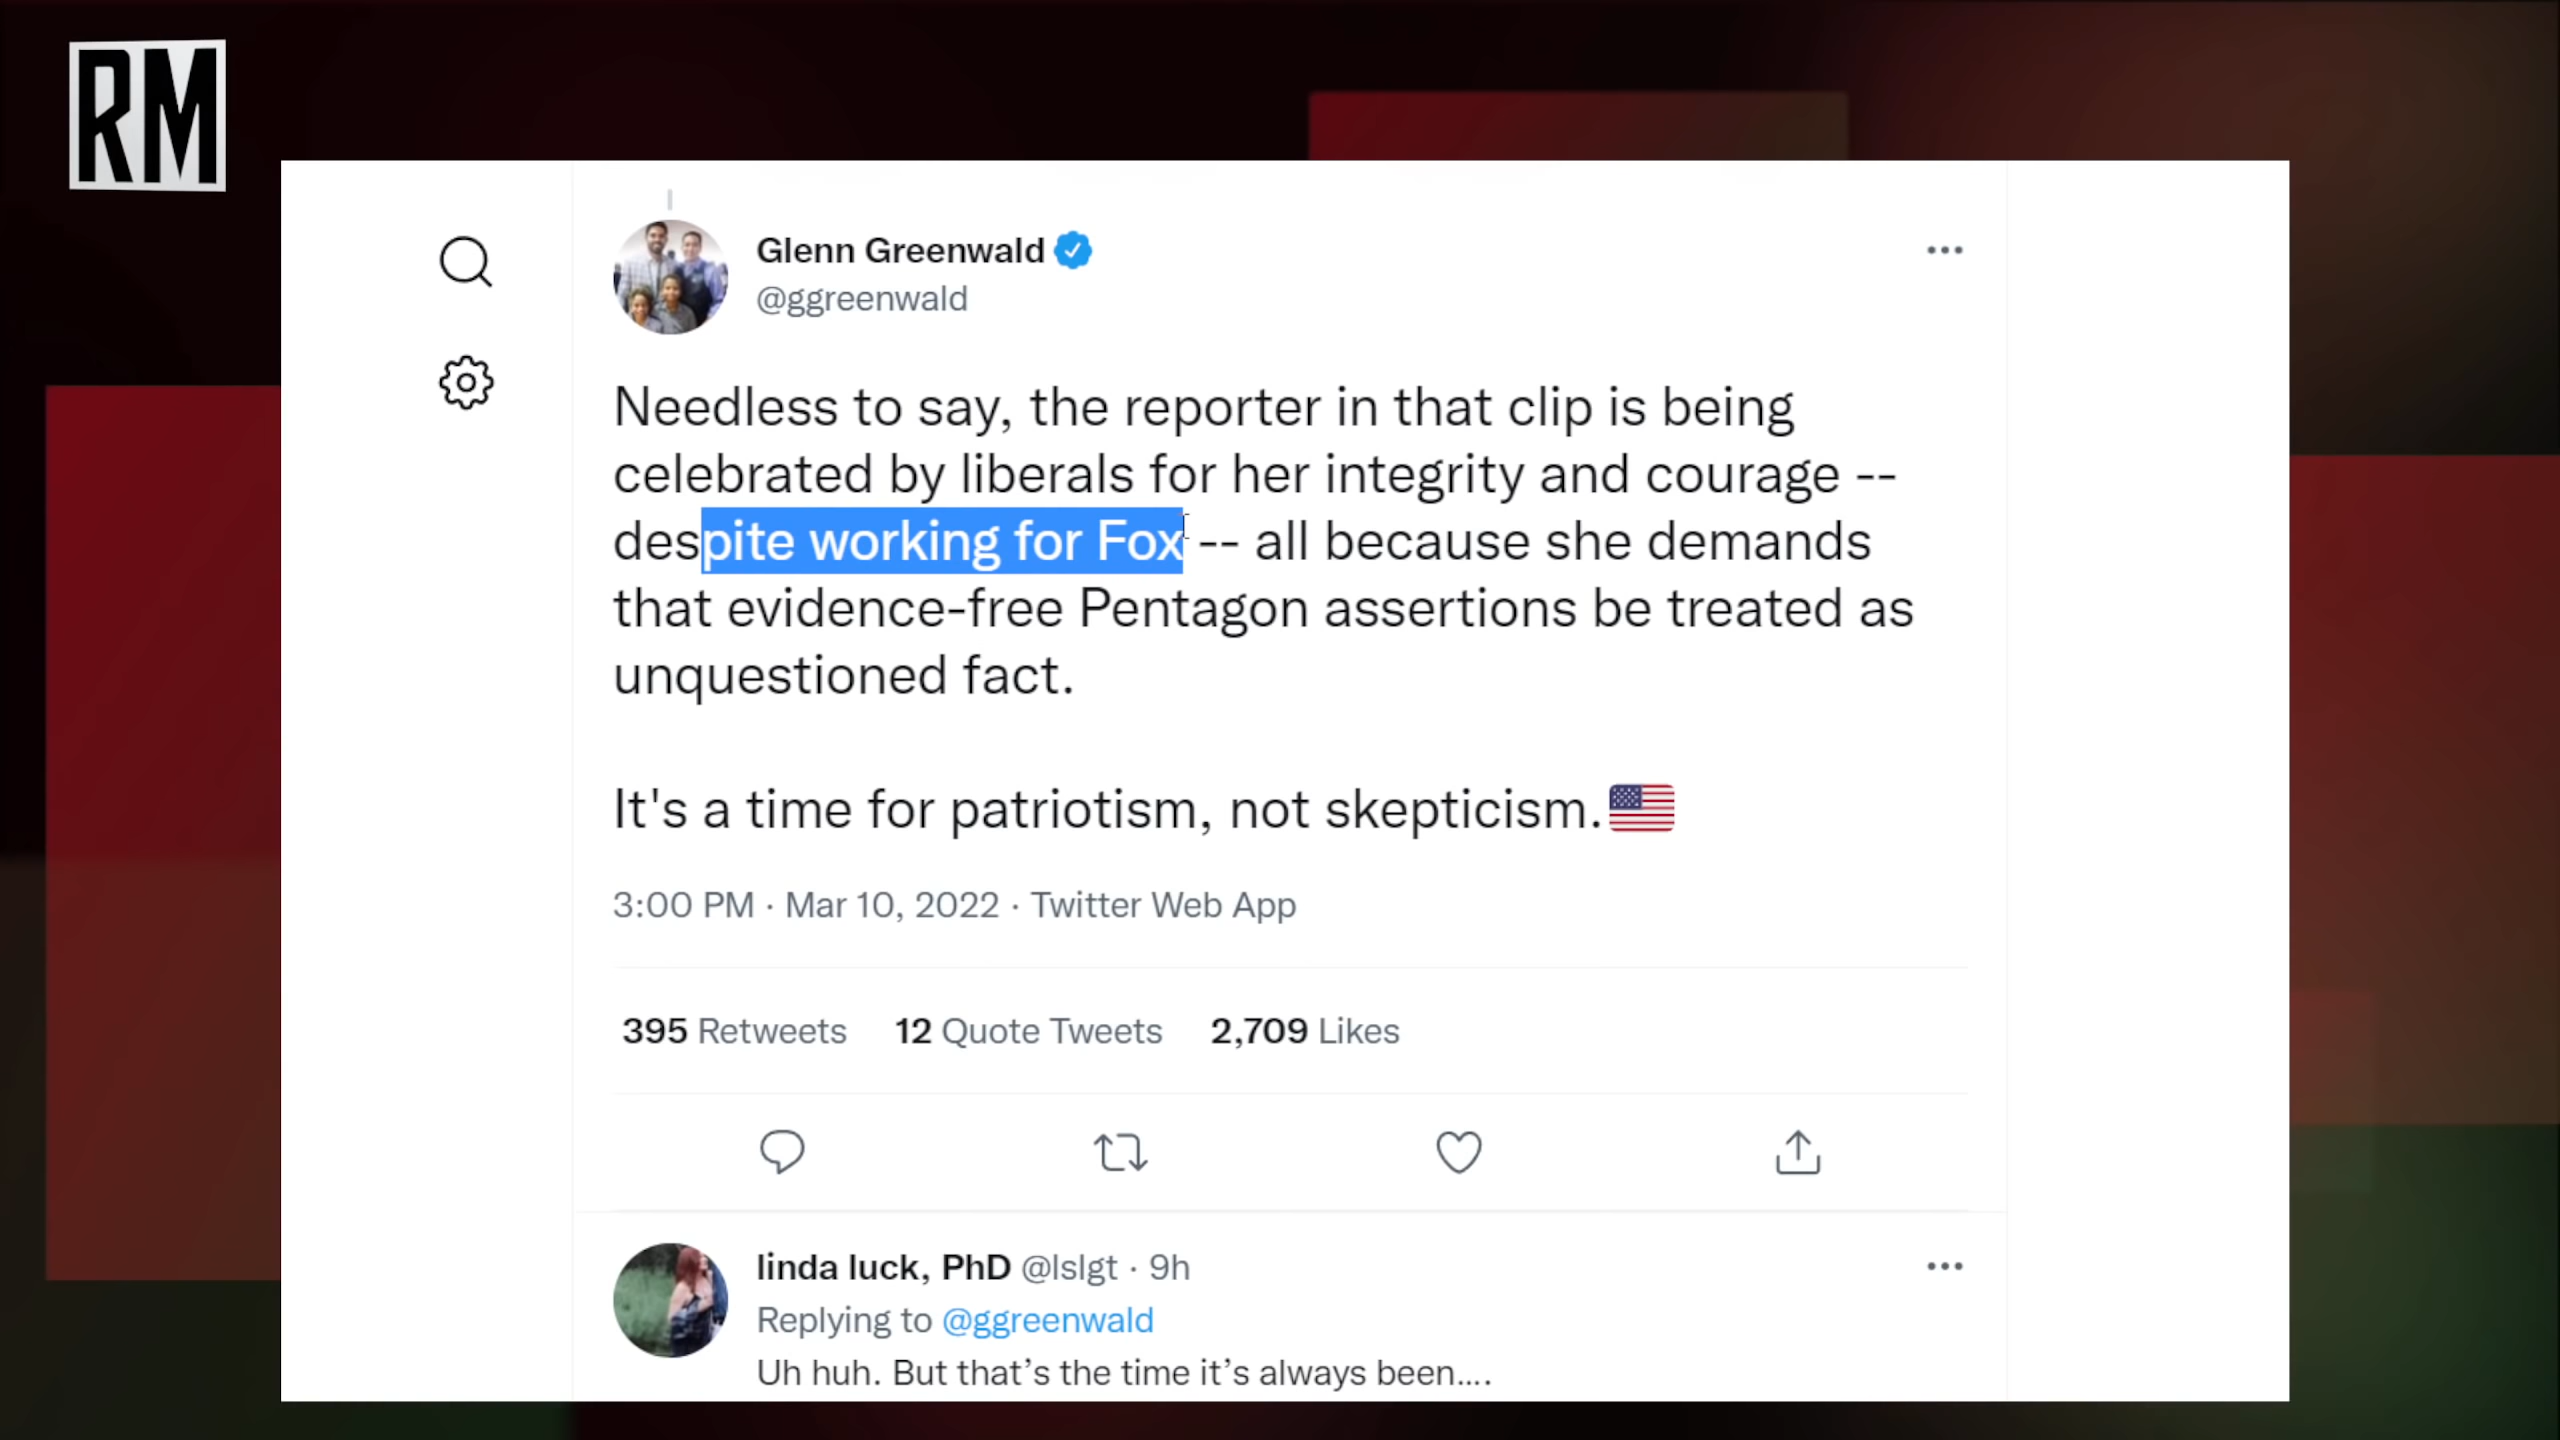 RM
Glenn Greenwald
@ggreenwald
Needless to say, the reporter in that clip is being
celebrated by liberals for her integrity and courage --
despite working for Fox -- all because she demands
that evidence-free Pentagon assertions be treated as
unquestioned fact.
It's a time for patriotism, not skepticism.🇺🇸
3:00 PM · Mar 10, 2022 · Twitter Web App
395 Retweets 12 Quote Tweets 2,709 Likes
linda luck, PhD @lslgt · 9h
Replying to @ggreenwald
Uh huh. But that’s the time it’s always been....